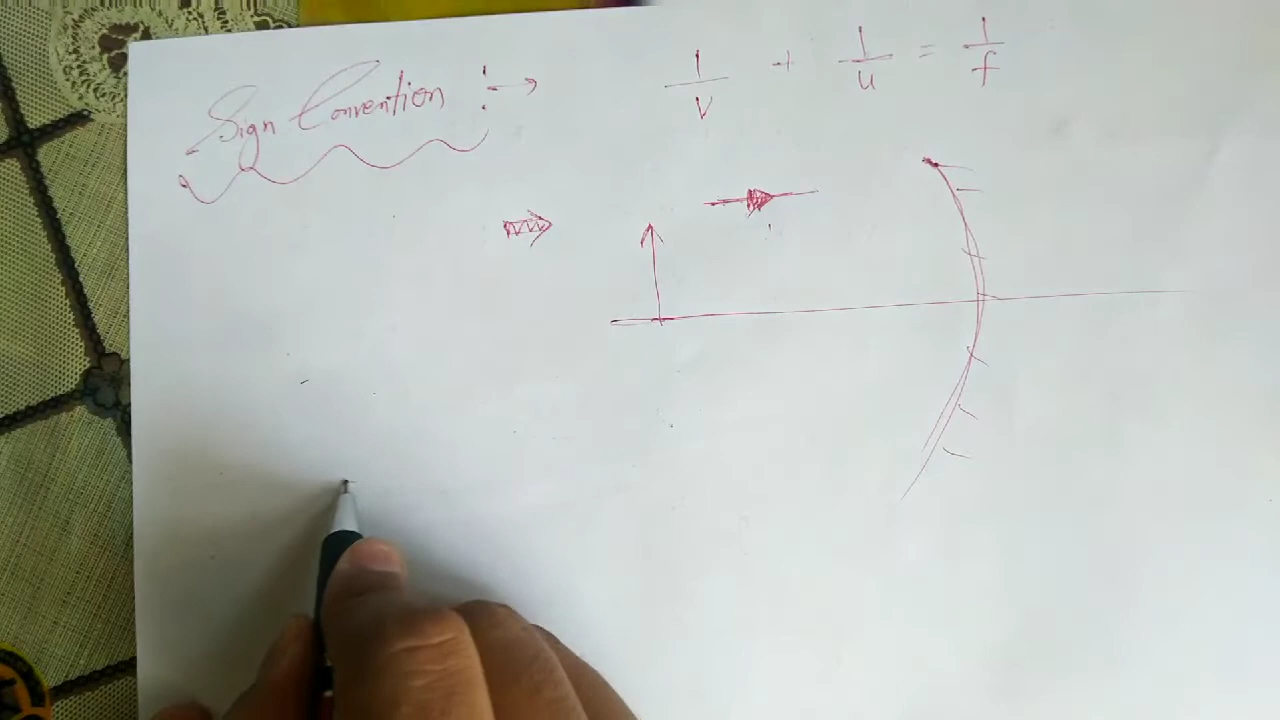 Sign Convention :→
1/v + 1/u = 1/f